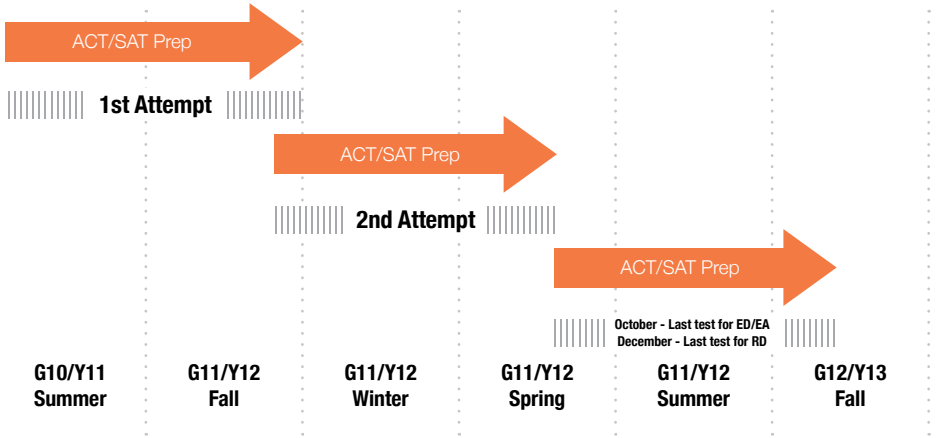 ACT/SAT Prep
1st Attempt
ACT/SAT Prep
2nd Attempt
ACT/SAT Prep
October - Last test for ED/EA
December - Last test for RD
G10/Y11
Summer
G11/Y12
Fall
G11/Y12
Winter
G11/Y12
Spring
G11/Y12
Summer
G12/Y13
Fall